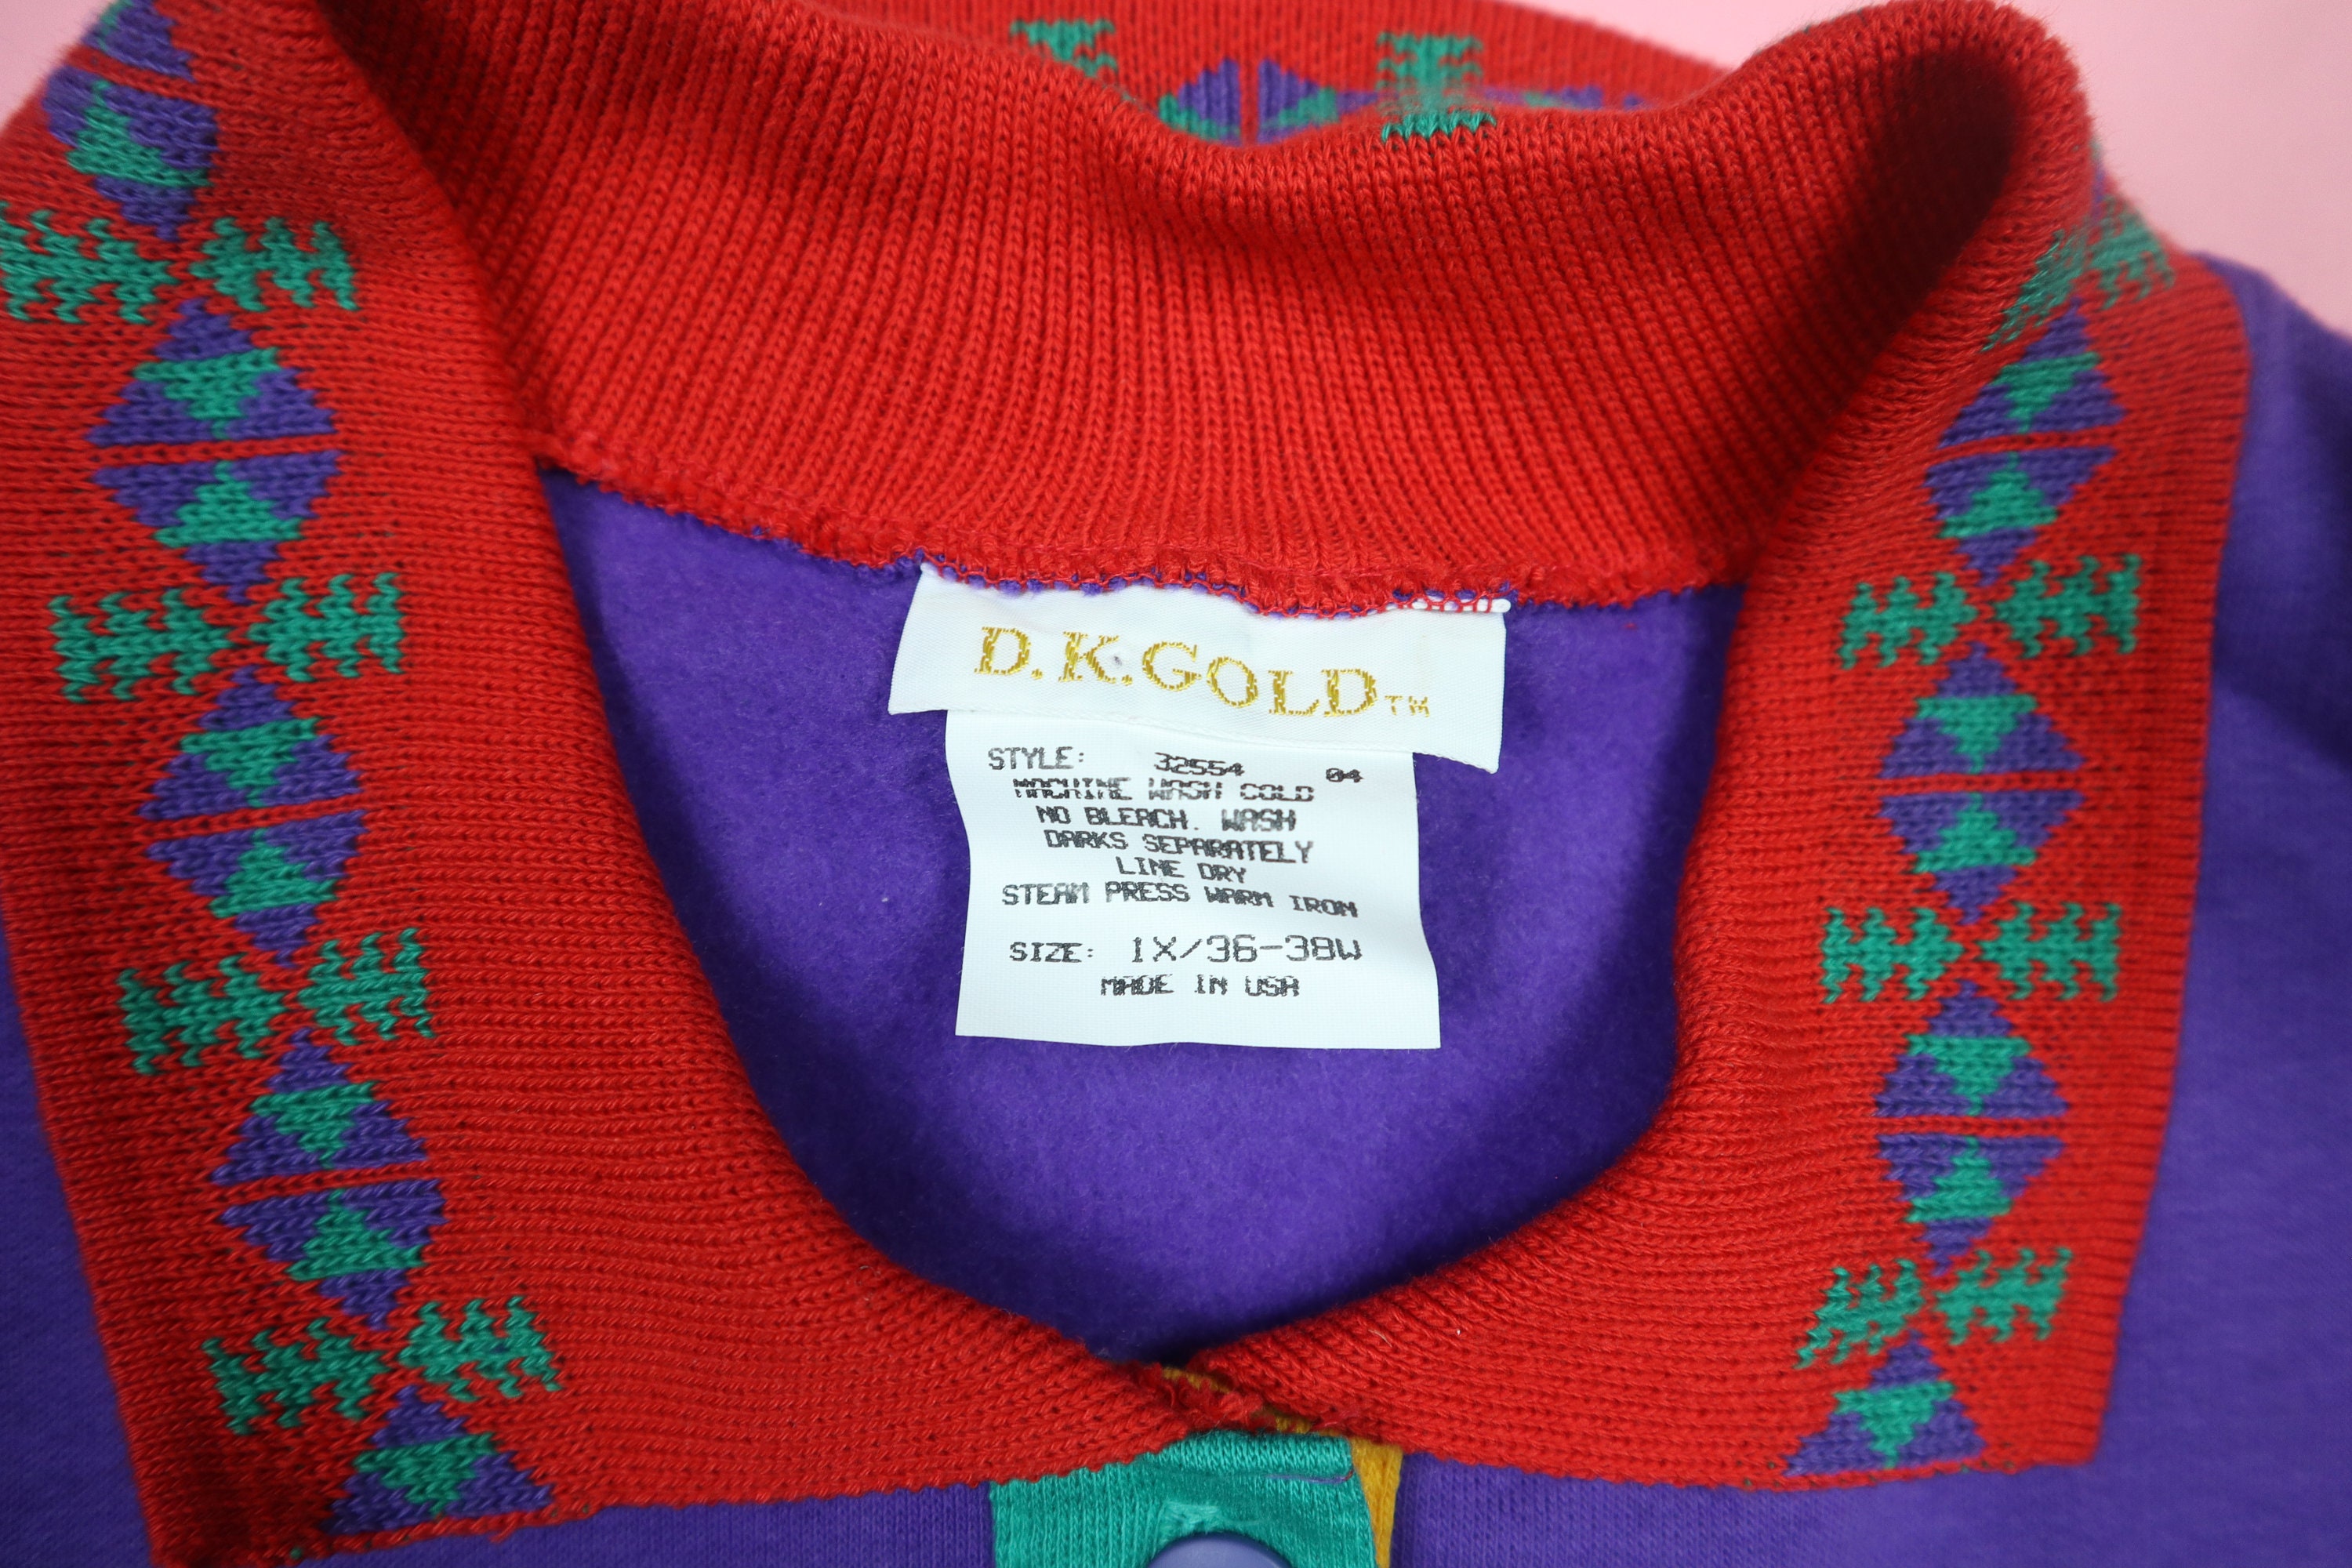 D.K.GOLD™
STYLE: 32554 04
MACHINE WASH COLD
NO BLEACH. WASH
DARKS SEPARATELY
LINE DRY
STEAM PRESS WARM IRON
SIZE: 1X/36-38W
MADE IN USA